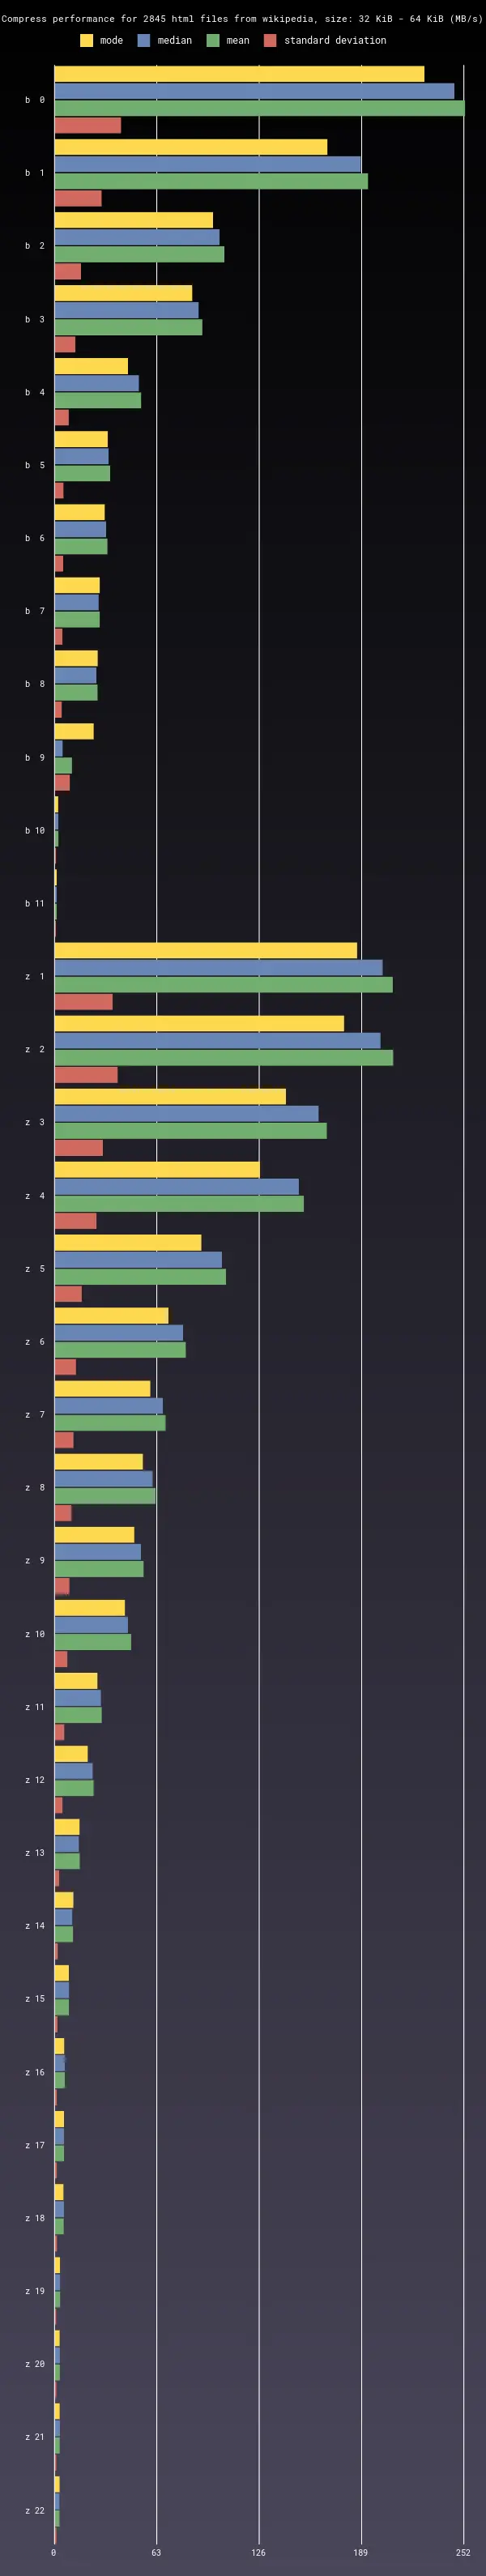 Compress performance for 2845 html files from wikipedia, size: 32 KiB - 64 KiB (MB/s)
mode median mean standard deviation
b 0
b 1
b 2
b 3
b 4
b 5
b 6
b 7
b 8
b 9
b 10
b 11
z 1
z 2
z 3
z 4
z 5
z 6
z 7
z 8
z 9
z 10
z 11
z 12
z 13
z 14
z 15
z 16
z 17
z 18
z 19
z 20
z 21
z 22
0 63 126 189 252